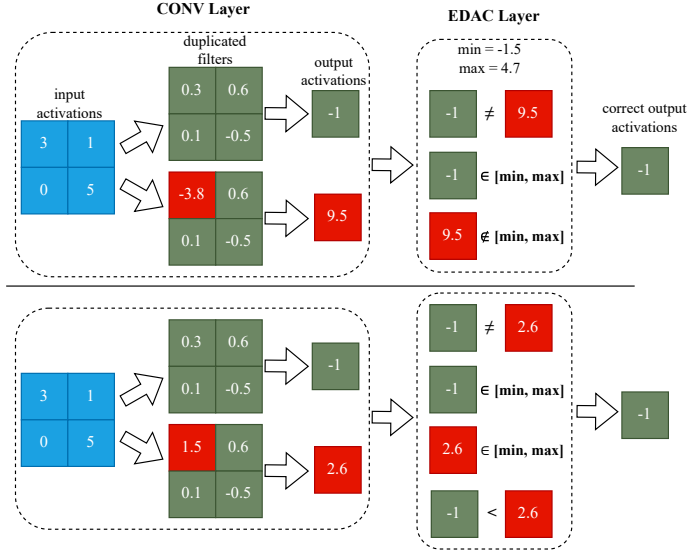 CONV Layer
EDAC Layer
duplicated
filters
output
activations
min = -1.5
max = 4.7
input
activations
3 1
0 5
0.3 0.6
0.1 -0.5
-1
-3.8 0.6
0.1 -0.5
9.5
-1 ≠ 9.5
-1 ∈ [min, max]
9.5 ∉ [min, max]
correct output
activations
-1
3 1
0 5
0.3 0.6
0.1 -0.5
-1
1.5 0.6
0.1 -0.5
2.6
-1 ≠ 2.6
-1 ∈ [min, max]
2.6 ∈ [min, max]
-1 < 2.6
-1